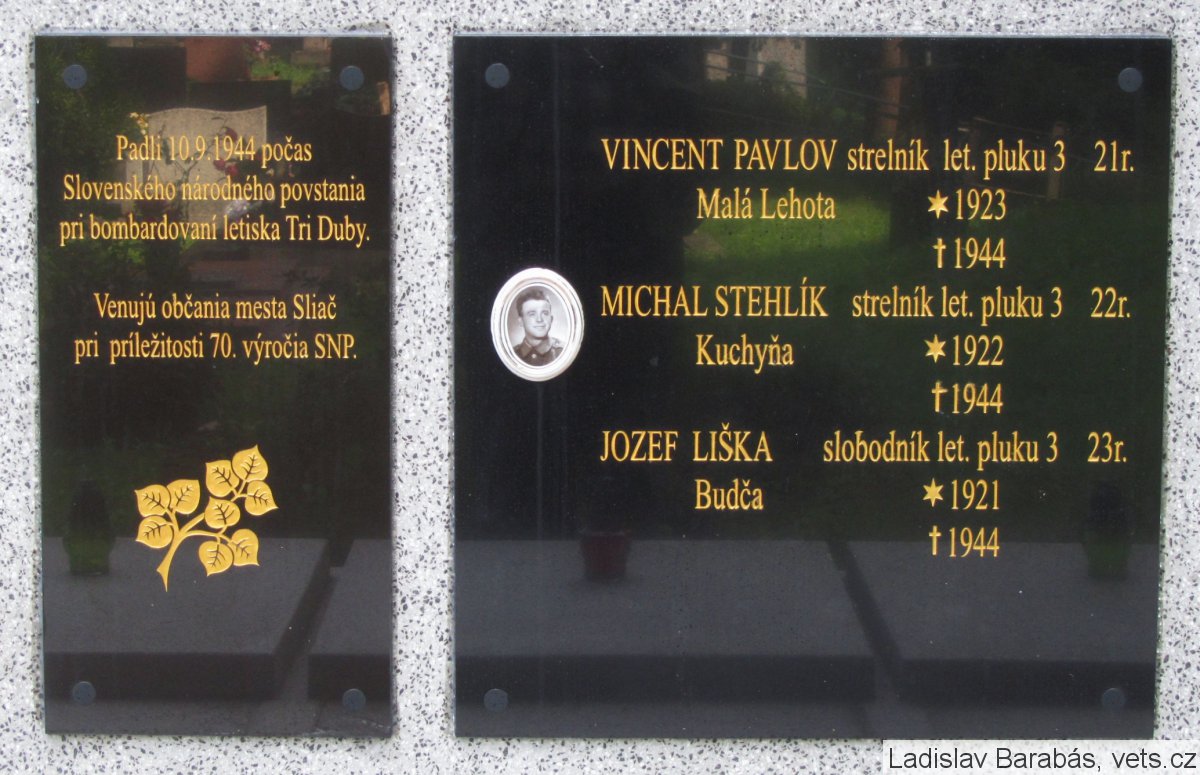 Padli 10.9.1944 počas
Slovenského národného povstania
pri bombardovaní letiska Tri Duby.
Venujú občania mesta Sliač
pri príležitosti 70. výročia SNP.
VINCENT PAVLOV strelník let. pluku 3 21r.
Malá Lehota ✶ 1923
† 1944
MICHAL STEHLÍK strelník let. pluku 3 22r.
Kuchyňa ✶ 1922
† 1944
JOZEF LIŠKA slobodník let. pluku 3 23r.
Budča ✶ 1921
† 1944
Ladislav Barabás, vets.cz